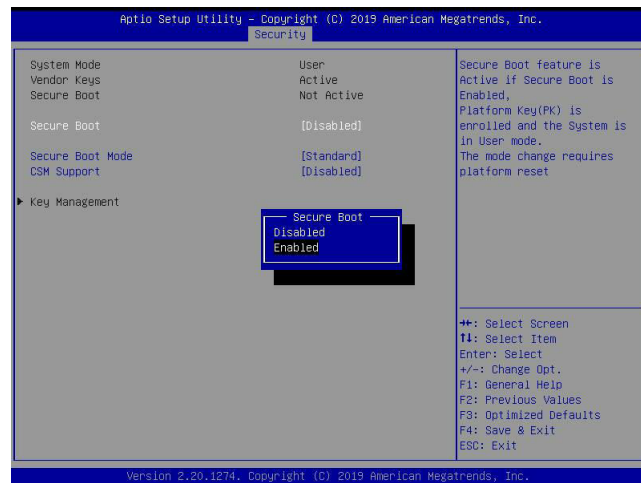 Aptio Setup Utility – Copyright (C) 2019 American Megatrends, Inc.
Security
System Mode User
Vendor Keys Active
Secure Boot Not Active
Secure Boot [Disabled]
Secure Boot Mode [Standard]
CSM Support [Disabled]
Key Management
Secure Boot
Disabled
Enabled
Secure Boot feature is
Active if Secure Boot is
Enabled,
Platform Key(PK) is
enrolled and the System is
in User mode.
The mode change requires
platform reset
→←: Select Screen
↑↓: Select Item
Enter: Select
+/-: Change Opt.
F1: General Help
F2: Previous Values
F3: Optimized Defaults
F4: Save & Exit
ESC: Exit
Version 2.20.1274. Copyright (C) 2019 American Megatrends, Inc.